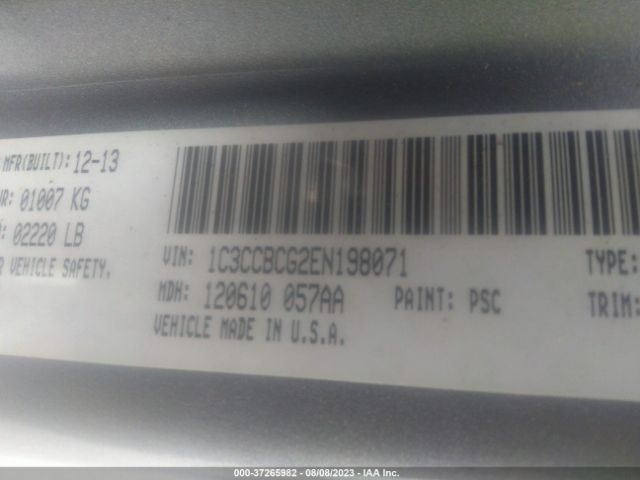 MFR(BUILT): 12-13
01007 KG
02220 LB
VEHICLE SAFETY,
VIN: 1C3CCBCG2EN198071
TYPE:
MDH: 120610 057AA
PAINT: PSC
TRIM:
VEHICLE MADE IN U.S.A.
000-37265982 - 08/08/2023 - IAA Inc.